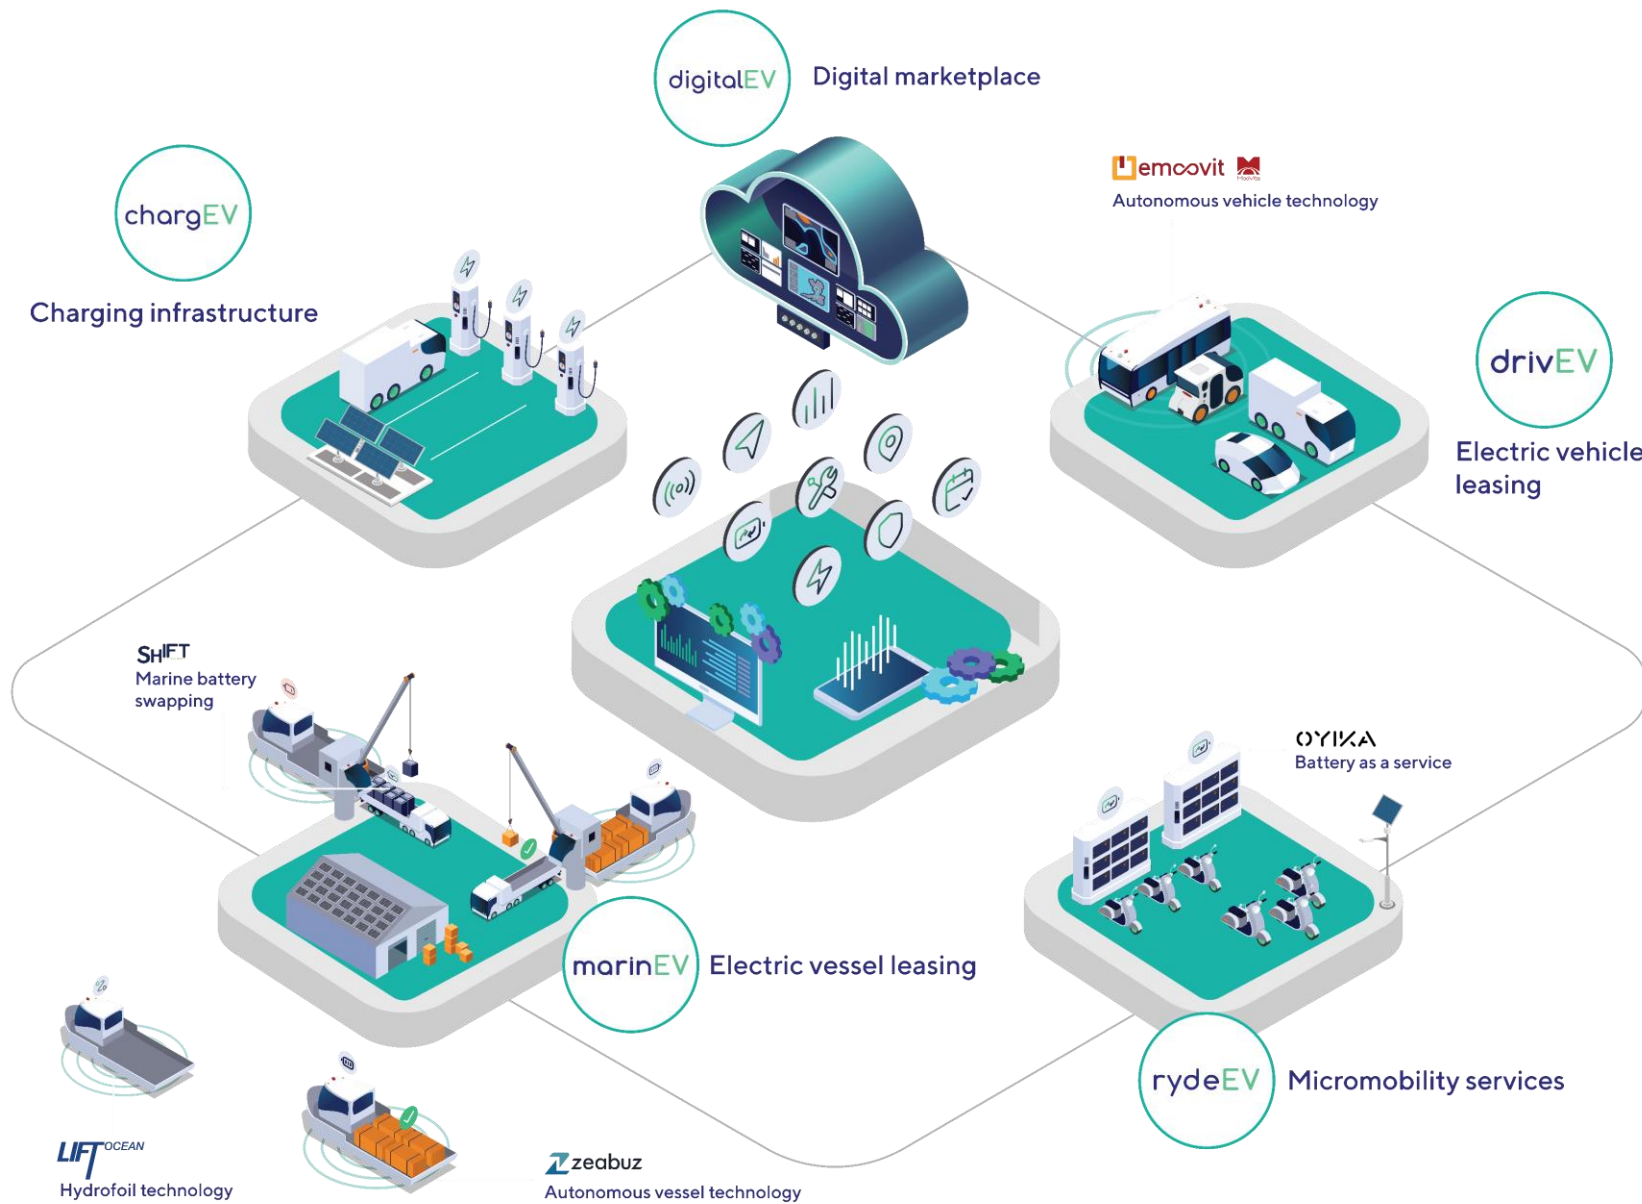 digitalEV
Digital marketplace
chargEV
Charging infrastructure
emoovit
MooVita
Autonomous vehicle technology
drivEV
Electric vehicle
leasing
SHIFT
Marine battery
swapping
OYIKA
Battery as a service
marinEV
Electric vessel leasing
rydeEV
Micromobility services
LIFT OCEAN
Hydrofoil technology
zeabuz
Autonomous vessel technology